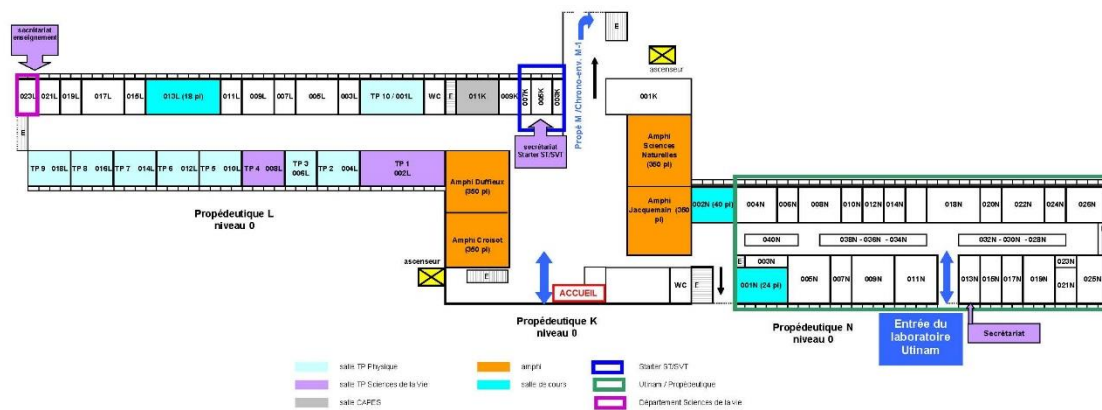 secrétariat
enseignement
Propé M /Chrono-env. M-1
E
ascenseur
023L
021L
019L
017L
015L
013L (18 pl)
011L
009L
007L
005L
003L
TP 10 / 001L
WC
E
011K
009K
007K
005K
003K
001K
E
secrétariat
Starter ST/SVT
TP 9 018L
TP 8 016L
TP 7 014L
TP 6 012L
TP 5 010L
TP 4 008L
TP 3
006L
TP 2 004L
TP 1
002L
Amphi Duffieux
(350 pl)
Amphi Croisot
(350 pl)
Amphi
Sciences
Naturelles
(350 pl)
Amphi
Jacquemain (350
pl)
Propédeutique L
niveau 0
002N (40 pl)
004N
006N
008N
010N
012N
014N
018N
020N
022N
024N
026N
040N
038N - 036N - 034N
032N - 030N - 028N
ascenseur
E
ACCUEIL
WC
E
E
003N
001N (24 pl)
005N
007N
009N
011N
013N
015N
017N
019N
023N
021N
025N
Propédeutique K
niveau 0
Propédeutique N
niveau 0
Entrée du
laboratoire
Utinam
Secrétariat
salle TP Physique
salle TP Sciences de la Vie
salle CAPES
amphi
salle de cours
Starter ST/SVT
Utinam / Propédeutique
Département Sciences de la vie